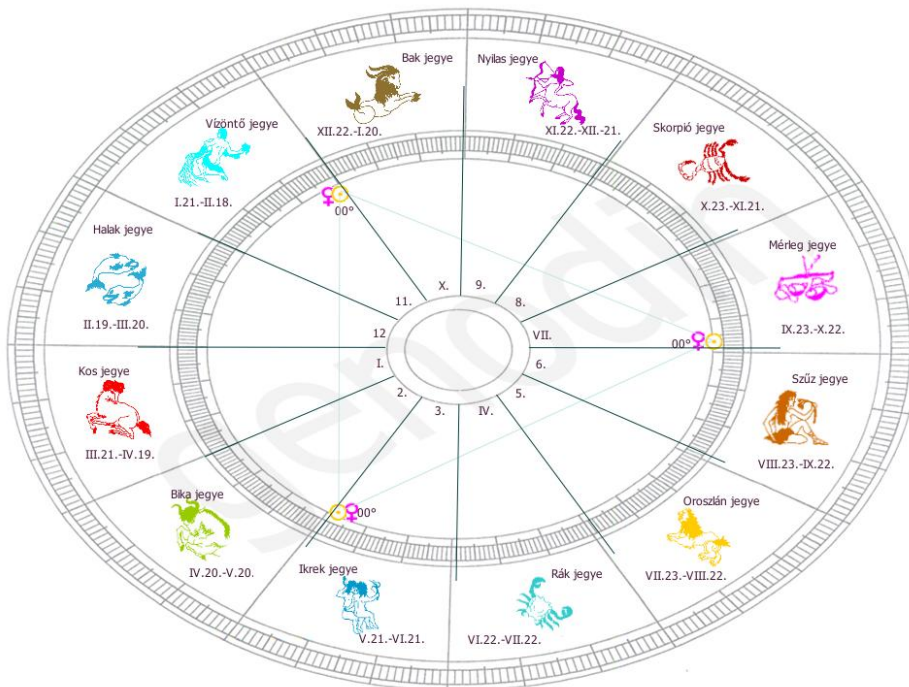 Bak jegye
XII.22.-I.20.
Nyilas jegye
XI.22.-XII.-21.
Skorpió jegye
X.23.-XI.21.
Mérleg jegye
IX.23.-X.22.
Szűz jegye
VIII.23.-IX.22.
Oroszlán jegye
VII.23.-VIII.22.
Rák jegye
VI.22.-VII.22.
Ikrek jegye
V.21.-VI.21.
Bika jegye
IV.20.-V.20.
Kos jegye
III.21.-IV.19.
Halak jegye
II.19.-III.20.
Vízöntő jegye
I.21.-II.18.
00°
00°
00°
X.
9.
8.
VII.
6.
5.
IV.
3.
2.
I.
12
11.